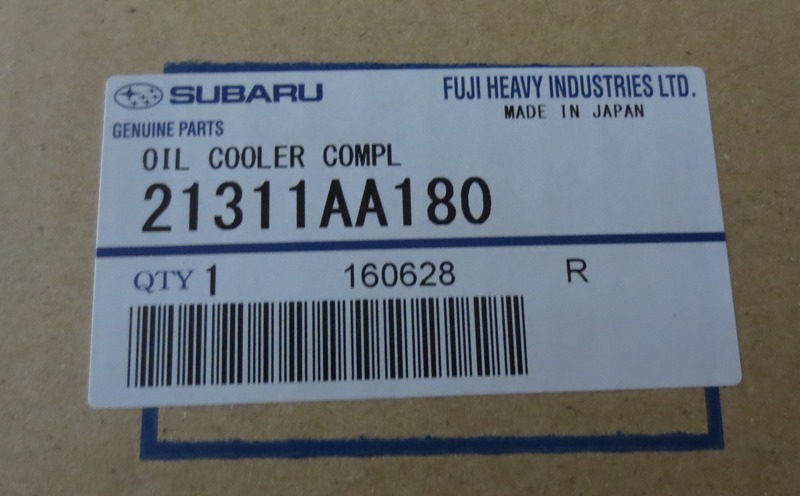 SUBARU
FUJI HEAVY INDUSTRIES LTD.
MADE IN JAPAN
GENUINE PARTS
OIL COOLER COMPL
21311AA180
QTY 1 160628 R